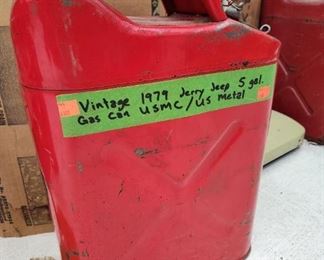 Vintage 1979 Jerry Jeep 5 gal.
Gas Can USMC/US Metal